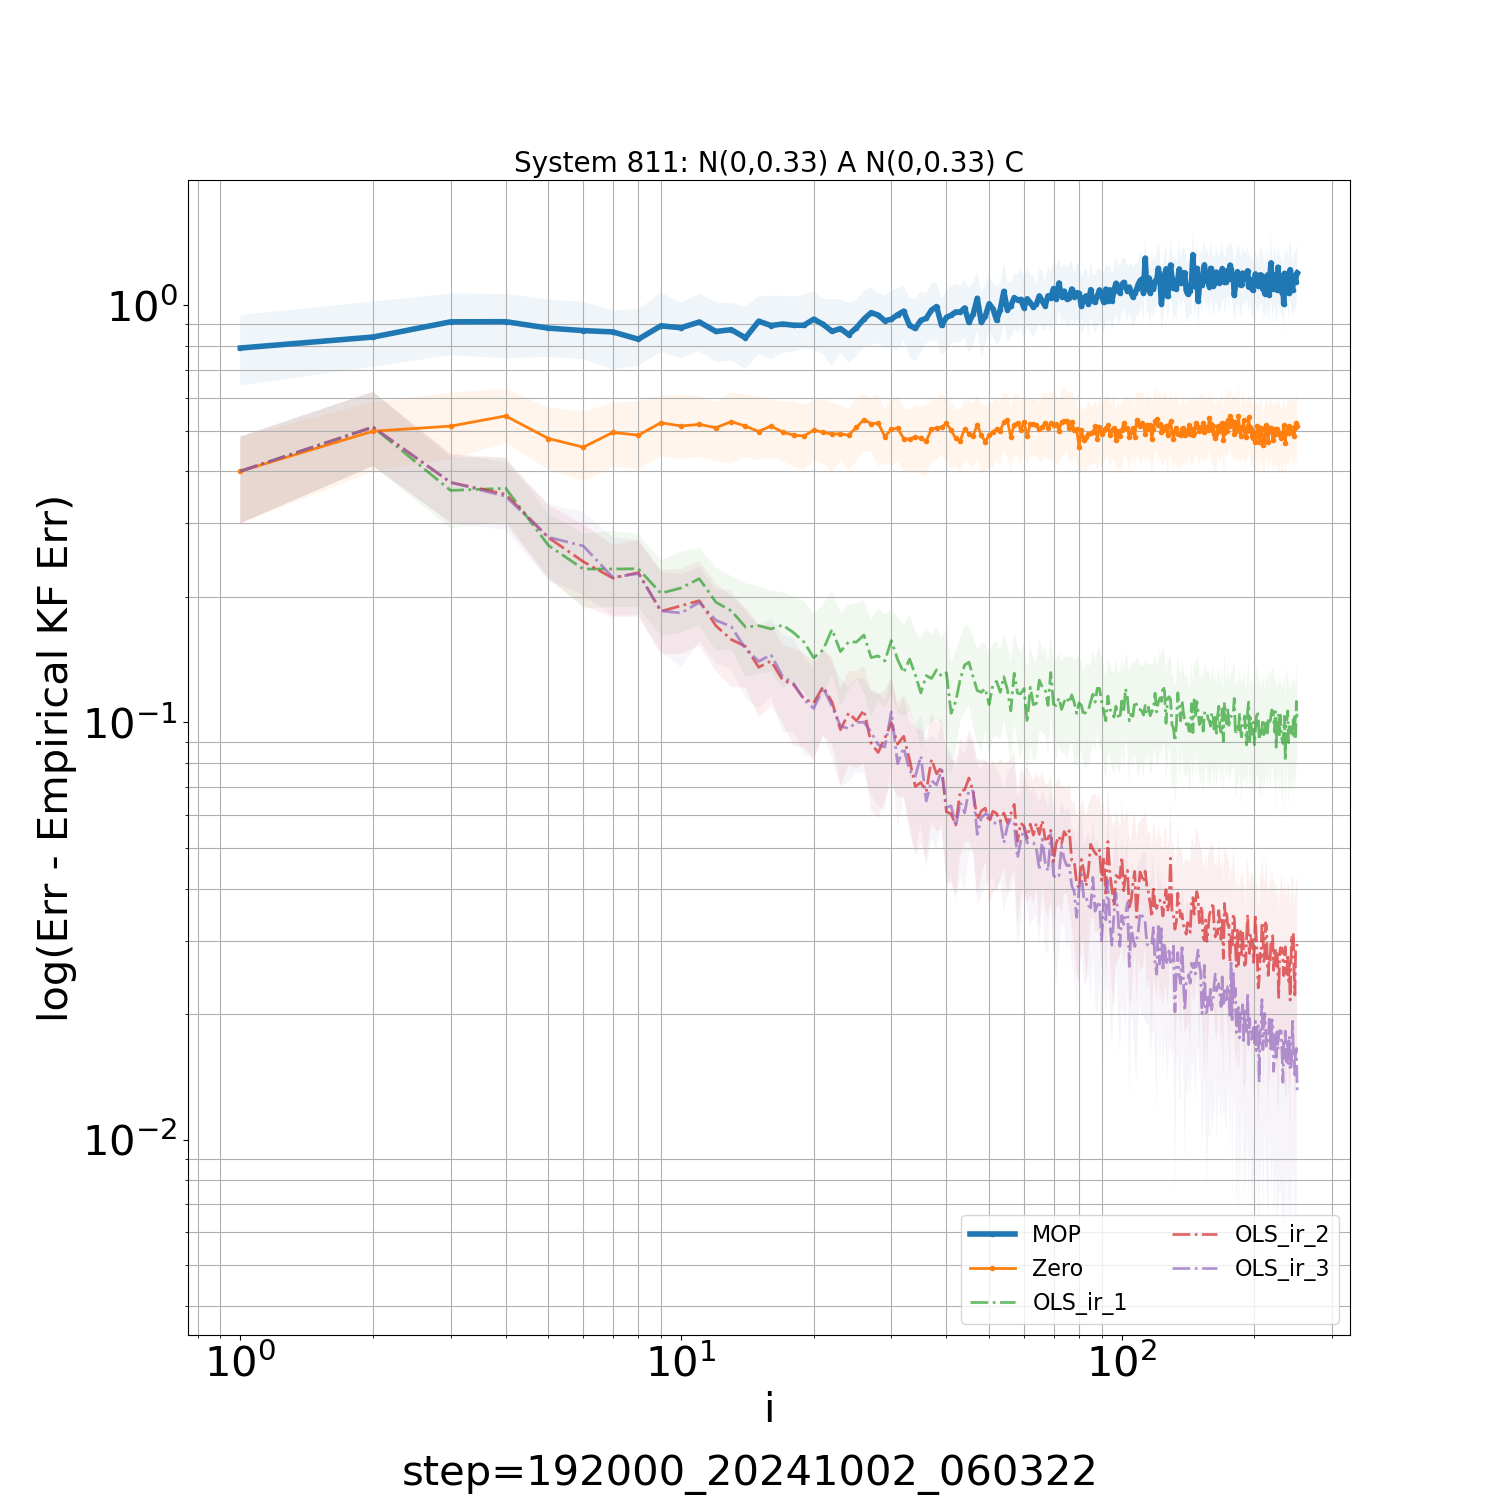 System 811: N(0,0.33) A N(0,0.33) C
log(Err - Empirical KF Err)
10⁰
10⁻¹
10⁻²
10⁰ 10¹ 10²
i
step=192000_20241002_060322
MOP
Zero
OLS_ir_1
OLS_ir_2
OLS_ir_3